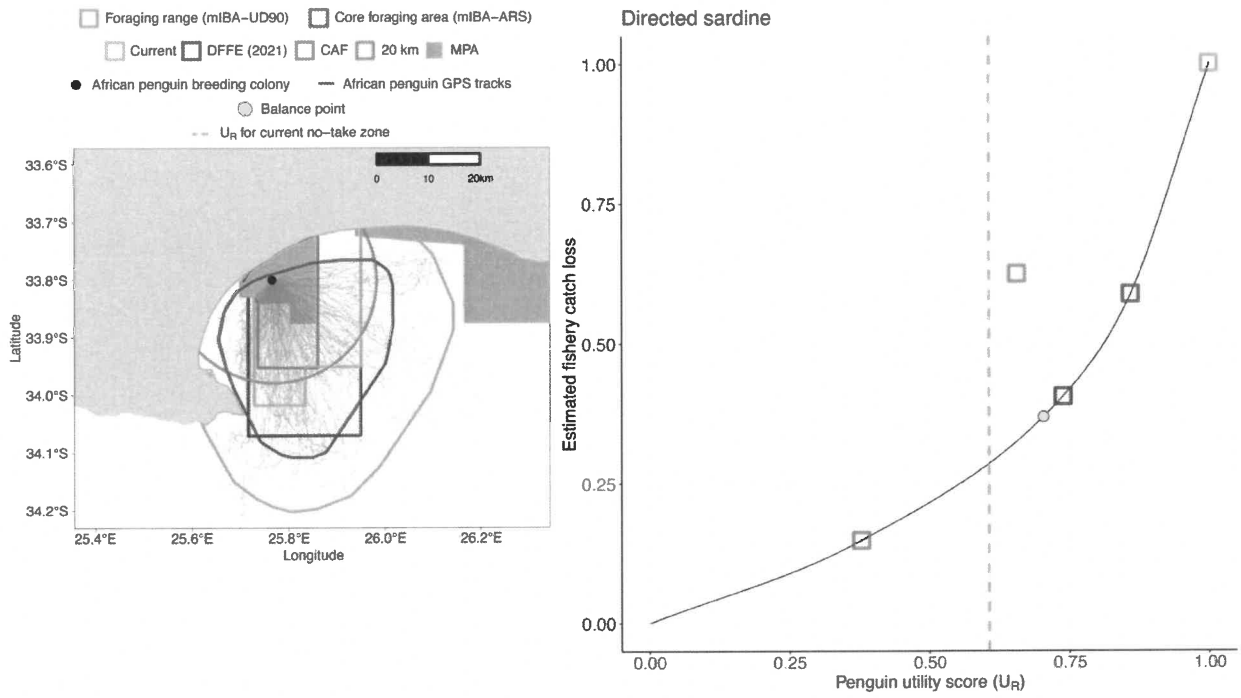 Foraging range (mIBA−UD90) Core foraging area (mIBA−ARS)
Current DFFE (2021) CAF 20 km MPA
African penguin breeding colony African penguin GPS tracks
Balance point
U_R for current no−take zone
33.6°S
33.7°S
33.8°S
33.9°S
34.0°S
34.1°S
34.2°S
Latitude
0 10 20km
25.4°E 25.6°E 25.8°E 26.0°E 26.2°E
Longitude
Directed sardine
1.00
0.75
0.50
0.25
0.00
Estimated fishery catch loss
0.00 0.25 0.50 0.75 1.00
Penguin utility score (U_R)